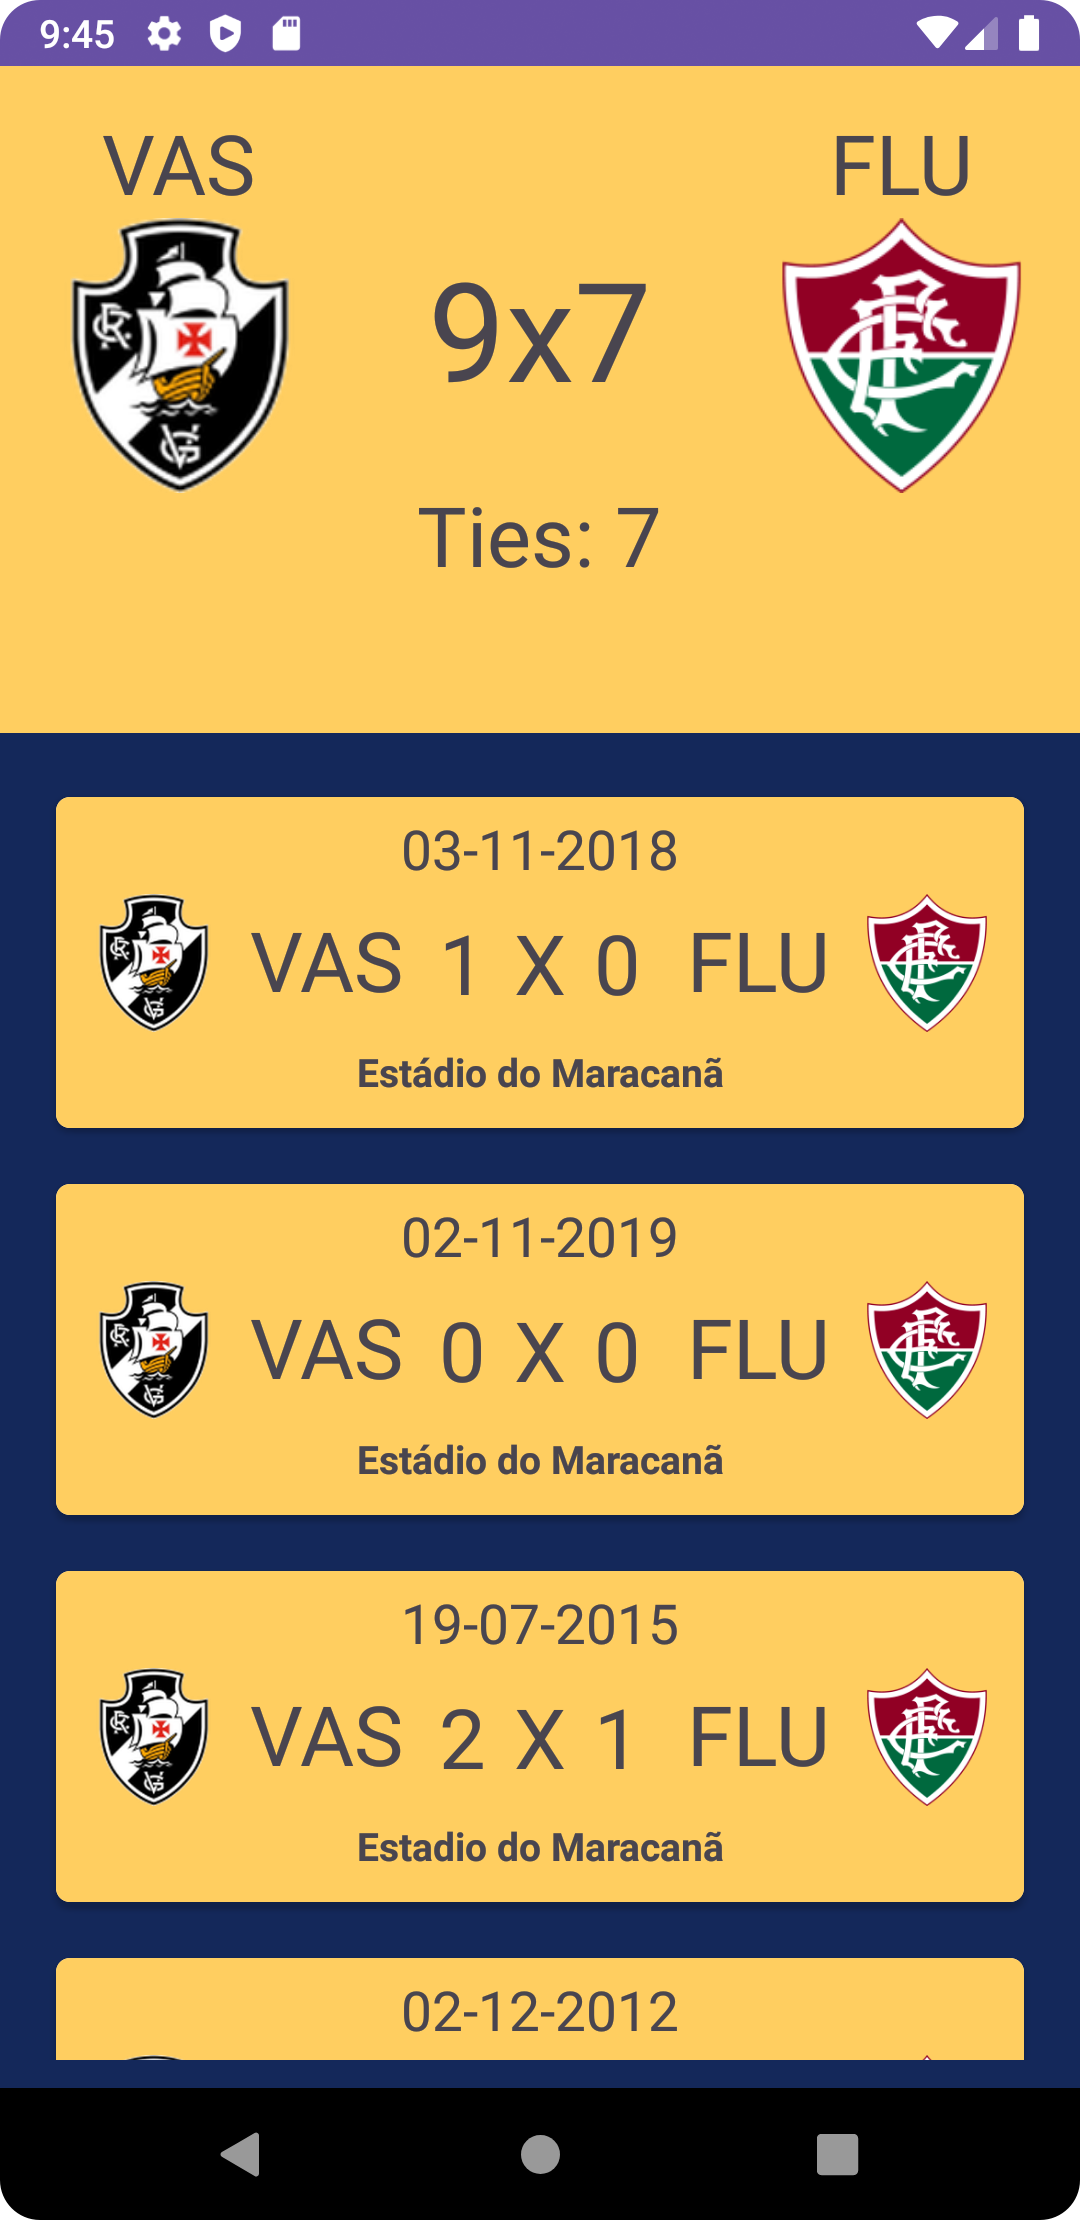 9:45
VAS
FLU
9x7
Ties: 7
03-11-2018
VAS 1 X 0 FLU
Estádio do Maracanã
02-11-2019
VAS 0 X 0 FLU
Estádio do Maracanã
19-07-2015
VAS 2 X 1 FLU
Estadio do Maracanã
02-12-2012